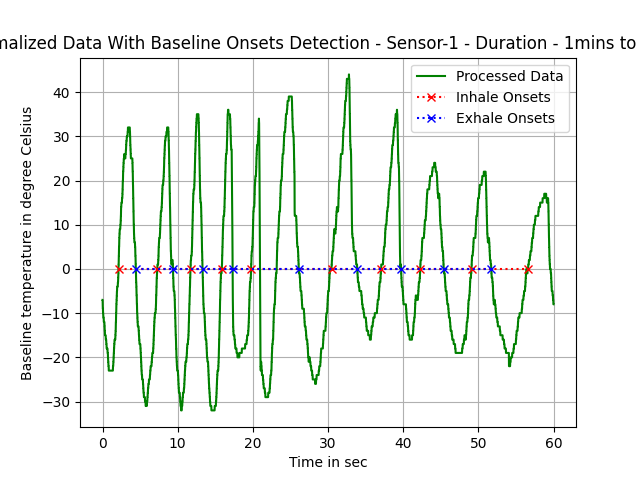 malized Data With Baseline Onsets Detection - Sensor-1 - Duration - 1mins to
Processed Data
Inhale Onsets
Exhale Onsets
Baseline temperature in degree Celsius
40
30
20
10
0
−10
−20
−30
0 10 20 30 40 50 60
Time in sec